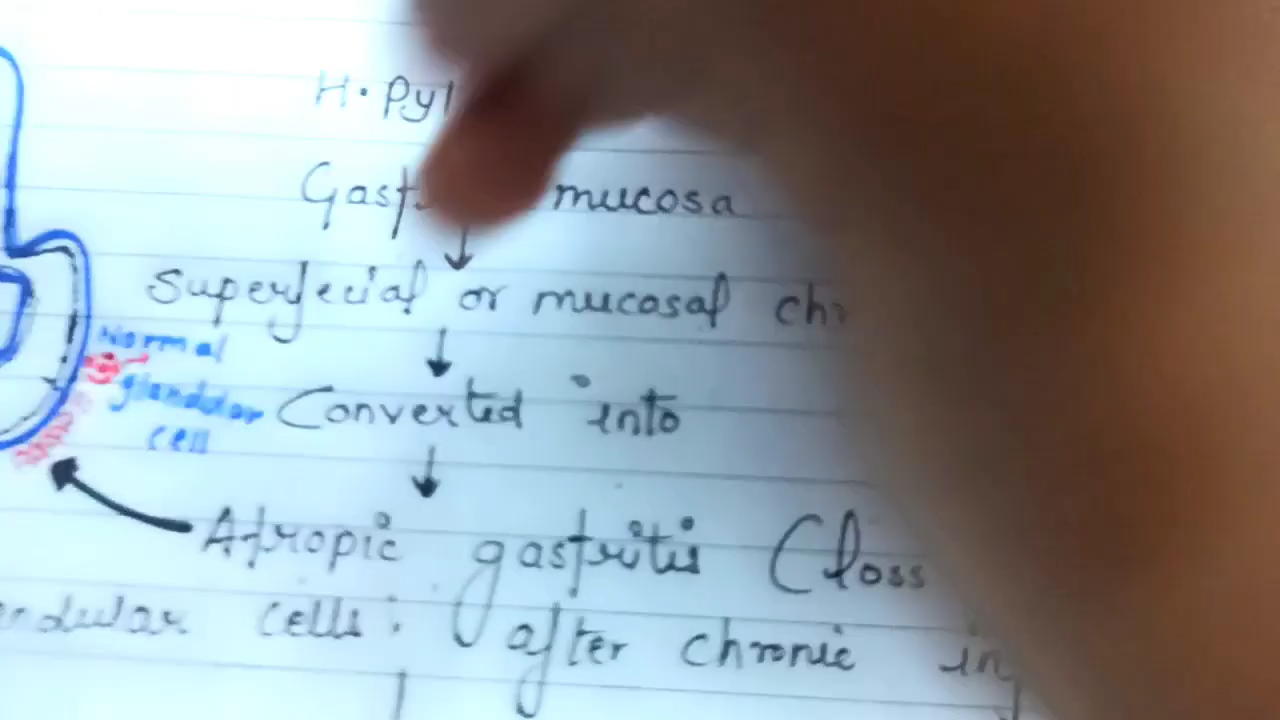 H. Pyl
Gast mucosa
Superfecial or mucosal ch
Normal
glandular
cell
Converted into
Atropic gastritis (loss
ndular cells: after chronic in